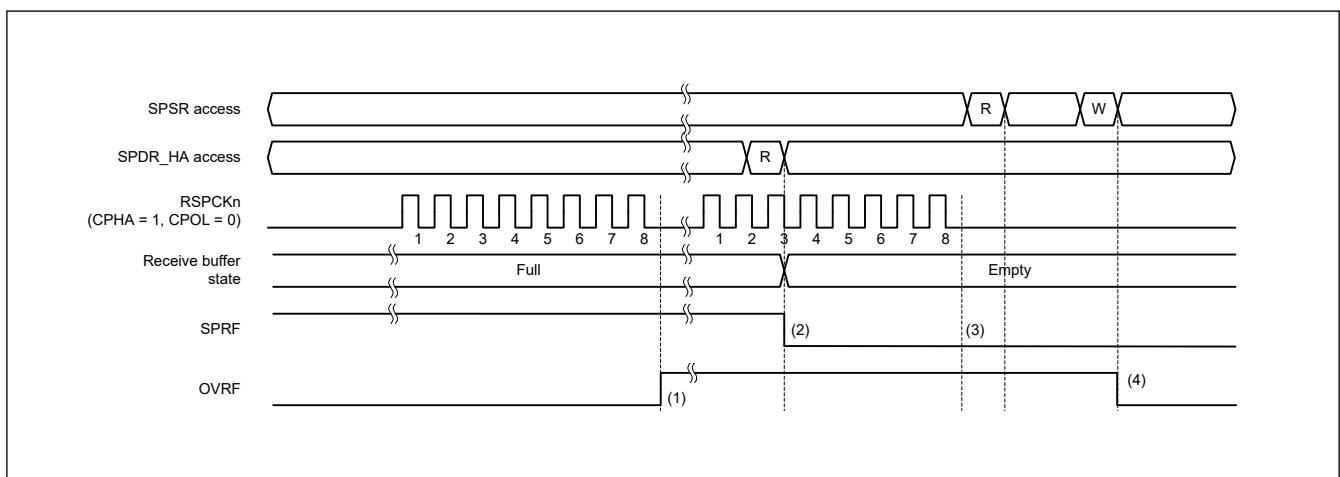 SPSR access
R
W
SPDR_HA access
R
RSPCKn
(CPHA = 1, CPOL = 0)
1 2 3 4 5 6 7 8
1 2 3 4 5 6 7 8
Receive buffer
state
Full
Empty
SPRF
(2)
(3)
OVRF
(1)
(4)